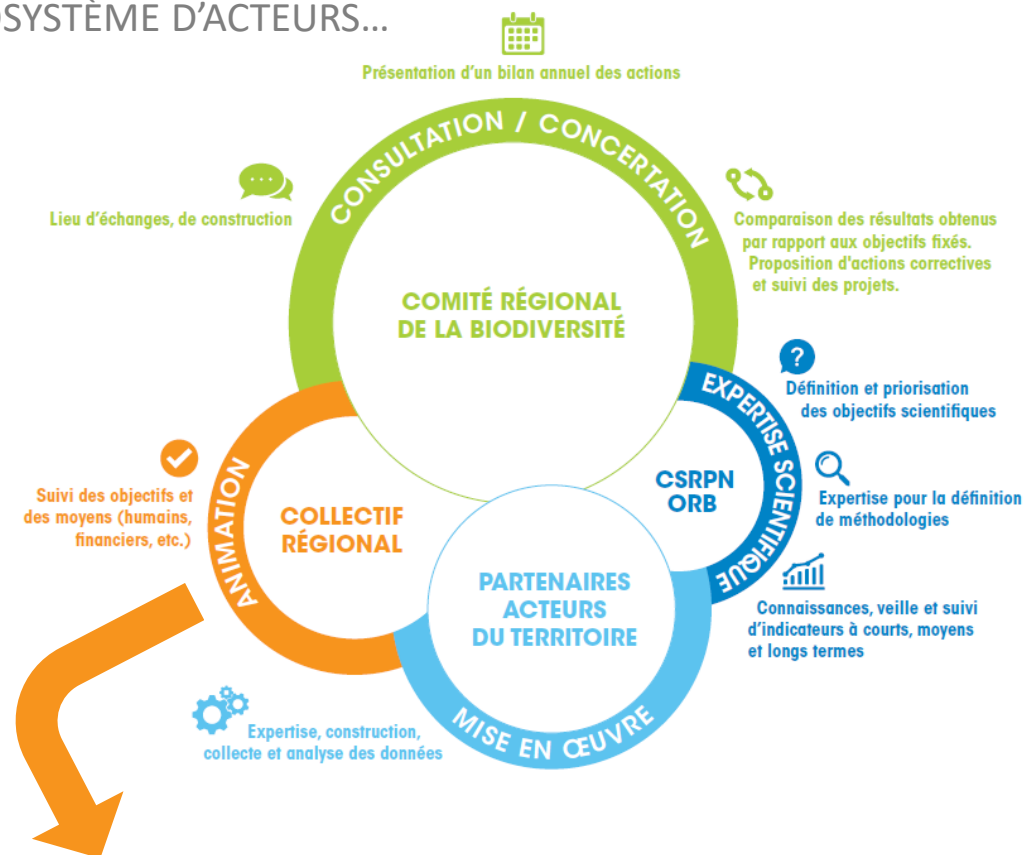 OSYSTÈME D’ACTEURS…
Présentation d’un bilan annuel des actions
CONSULTATION / CONCERTATION
Lieu d’échanges, de construction
Comparaison des résultats obtenus
par rapport aux objectifs fixés.
Proposition d'actions correctives
et suivi des projets.
COMITÉ RÉGIONAL
DE LA BIODIVERSITÉ
EXPERTISE SCIENTIFIQUE
Définition et priorisation
des objectifs scientifiques
CSRPN
ORB
Expertise pour la définition
de méthodologies
Connaissances, veille et suivi
d’indicateurs à courts, moyens
et longs termes
ANIMATION
Suivi des objectifs et
des moyens (humains,
financiers, etc.)
COLLECTIF
RÉGIONAL
PARTENAIRES
ACTEURS
DU TERRITOIRE
MISE EN ŒUVRE
Expertise, construction,
collecte et analyse des données